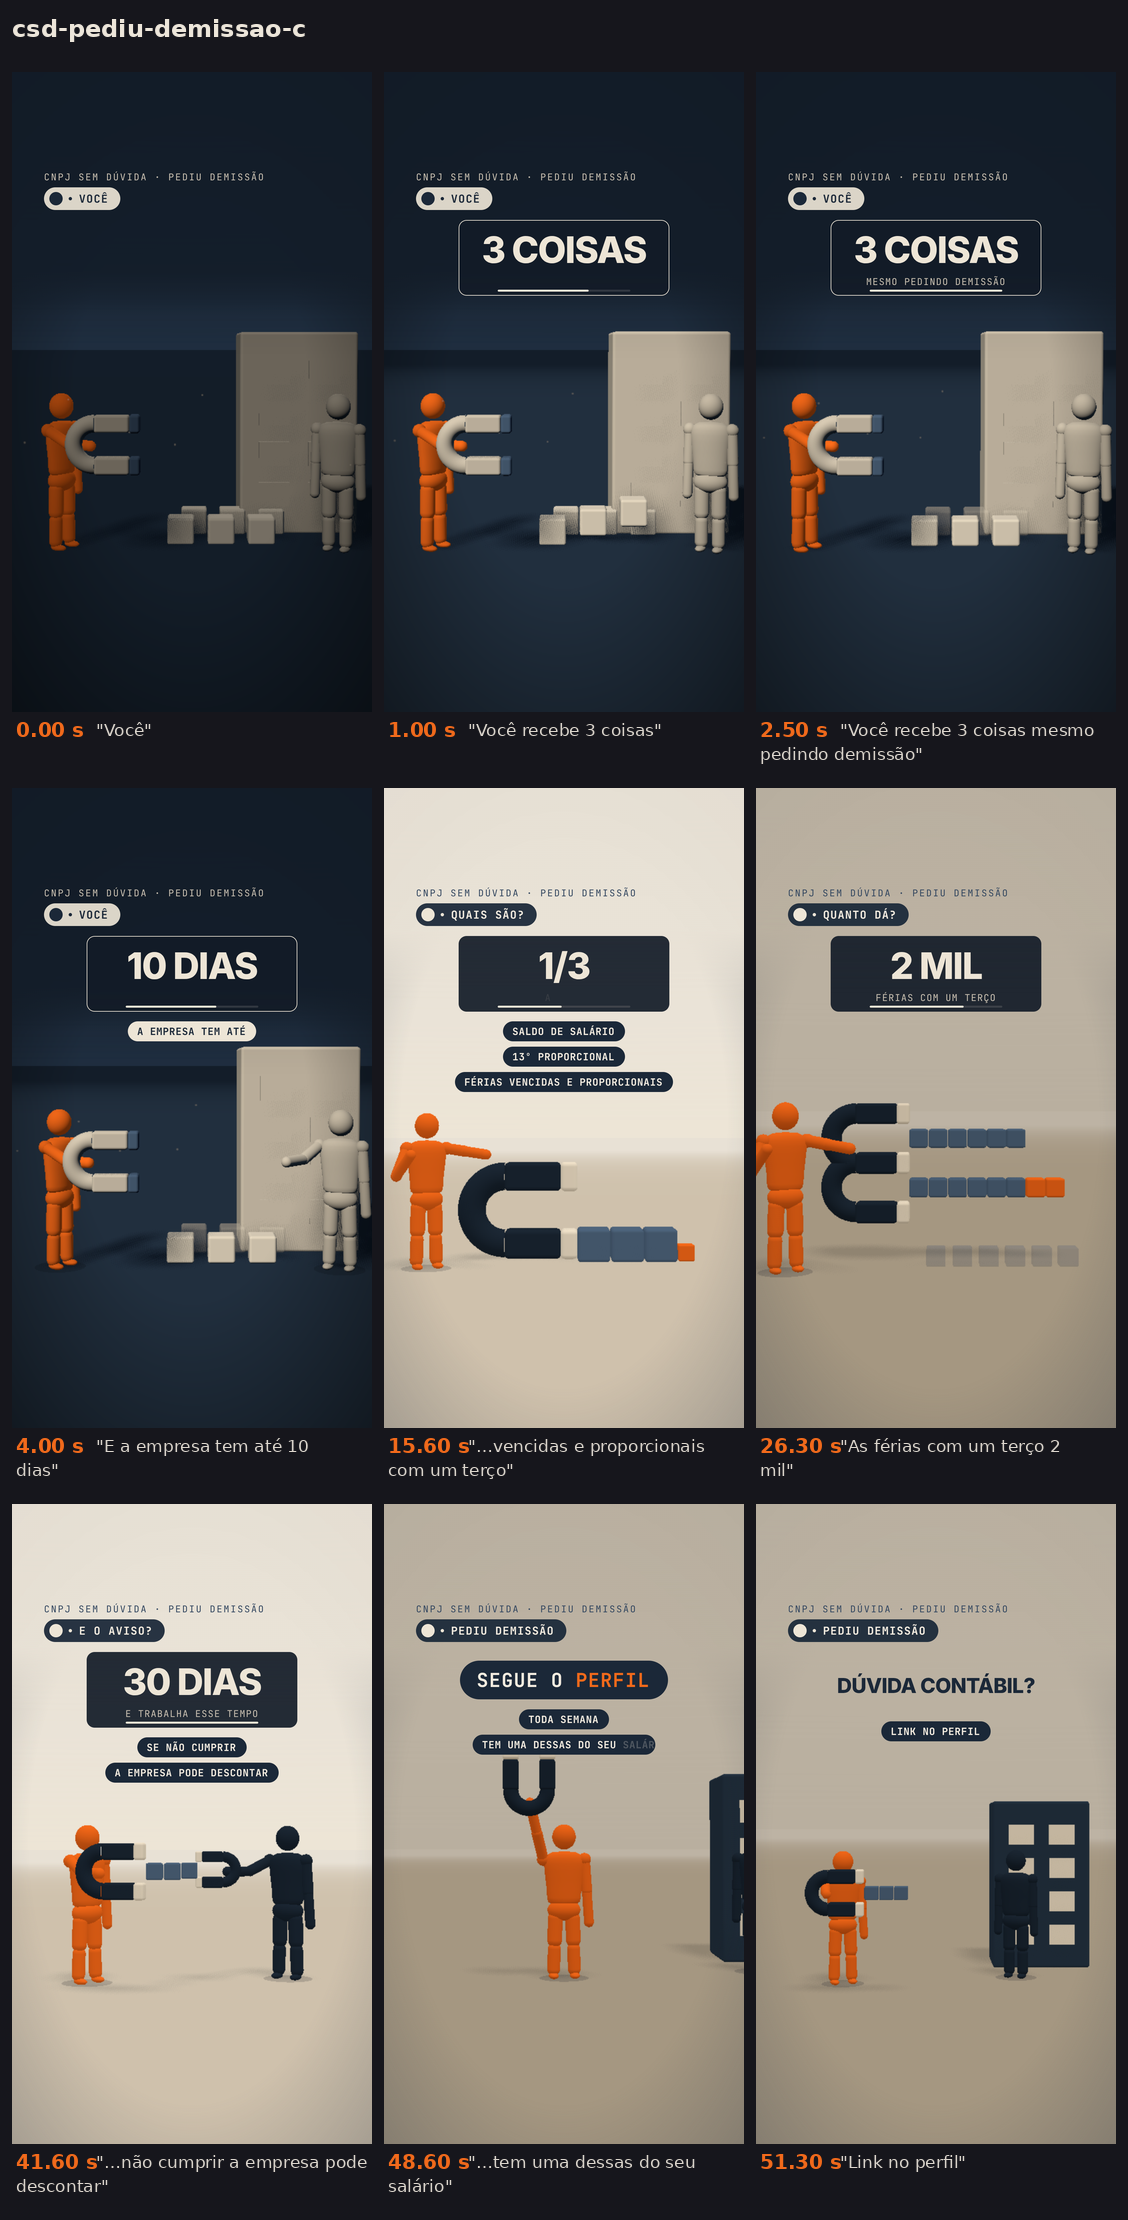 csd-pediu-demissao-c
CNPJ SEM DÚVIDA · PEDIU DEMISSÃO
• VOCÊ
0.00 s "Você"
CNPJ SEM DÚVIDA · PEDIU DEMISSÃO
• VOCÊ
3 COISAS
1.00 s "Você recebe 3 coisas"
CNPJ SEM DÚVIDA · PEDIU DEMISSÃO
• VOCÊ
3 COISAS
MESMO PEDINDO DEMISSÃO
2.50 s "Você recebe 3 coisas mesmo
pedindo demissão"
CNPJ SEM DÚVIDA · PEDIU DEMISSÃO
• VOCÊ
10 DIAS
A EMPRESA TEM ATÉ
4.00 s "E a empresa tem até 10
dias"
CNPJ SEM DÚVIDA · PEDIU DEMISSÃO
• QUAIS SÃO?
1/3
SALDO DE SALÁRIO
13º PROPORCIONAL
FÉRIAS VENCIDAS E PROPORCIONAIS
15.60 s "...vencidas e proporcionais
com um terço"
CNPJ SEM DÚVIDA · PEDIU DEMISSÃO
• QUANTO DÁ?
2 MIL
FÉRIAS COM UM TERÇO
26.30 s "As férias com um terço 2
mil"
CNPJ SEM DÚVIDA · PEDIU DEMISSÃO
• E O AVISO?
30 DIAS
E TRABALHA ESSE TEMPO
SE NÃO CUMPRIR
A EMPRESA PODE DESCONTAR
41.60 s "...não cumprir a empresa pode
descontar"
CNPJ SEM DÚVIDA · PEDIU DEMISSÃO
• PEDIU DEMISSÃO
SEGUE O PERFIL
TODA SEMANA
TEM UMA DESSAS DO SEU SALÁR
48.60 s "...tem uma dessas do seu
salário"
CNPJ SEM DÚVIDA · PEDIU DEMISSÃO
• PEDIU DEMISSÃO
DÚVIDA CONTÁBIL?
LINK NO PERFIL
51.30 s "Link no perfil"